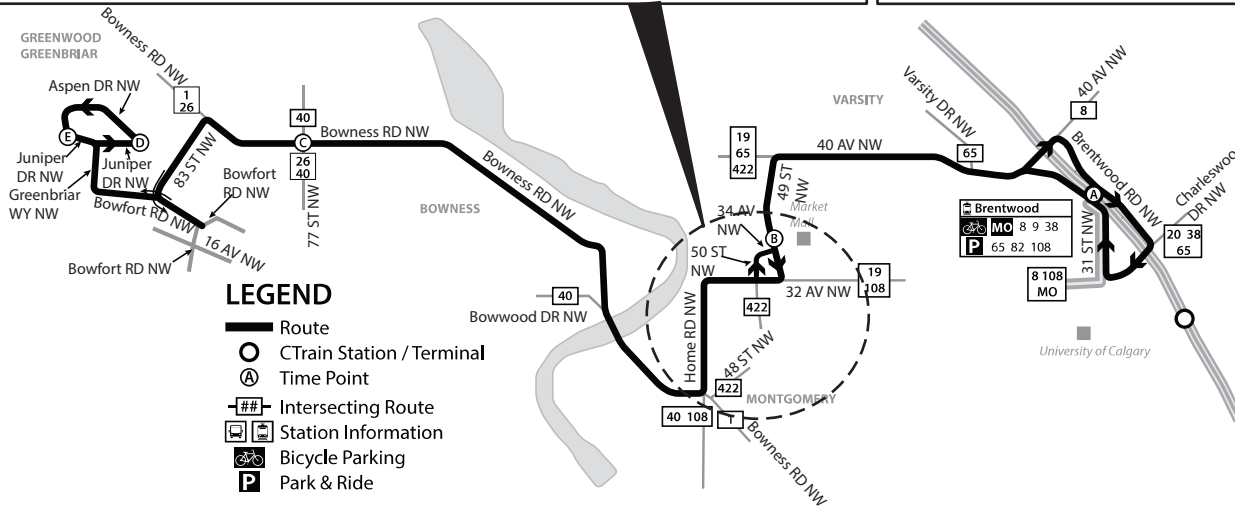 GREENWOOD
GREENBRIAR
Bowness RD NW
Aspen DR NW
1
26
E
D
Juniper
DR NW
Juniper
DR NW
Greenbriar
WY NW
83 ST NW
Bowfort
RD NW
Bowfort RD NW
16 AV NW
Bowfort RD NW
40
C
26
40
77 ST NW
Bowness RD NW
Bowness RD NW
BOWNESS
40
Bowwood DR NW
VARSITY
19
65
422
40 AV NW
49 ST
NW
34 AV
NW
Market
Mall
B
50 ST
NW
32 AV NW
19
108
422
Home RD NW
48 ST NW
422
MONTGOMERY
40 108
1
Bowness RD NW
Varsity DR NW
65
40 AV NW
8
Brentwood RD NW
Charleswoo
DR NW
20 38
65
A
Brentwood
MO 8 9 38
P 65 82 108
31 ST NW
8 108
MO
University of Calgary
LEGEND
Route
CTrain Station / Terminal
A Time Point
## Intersecting Route
Station Information
Bicycle Parking
P Park & Ride